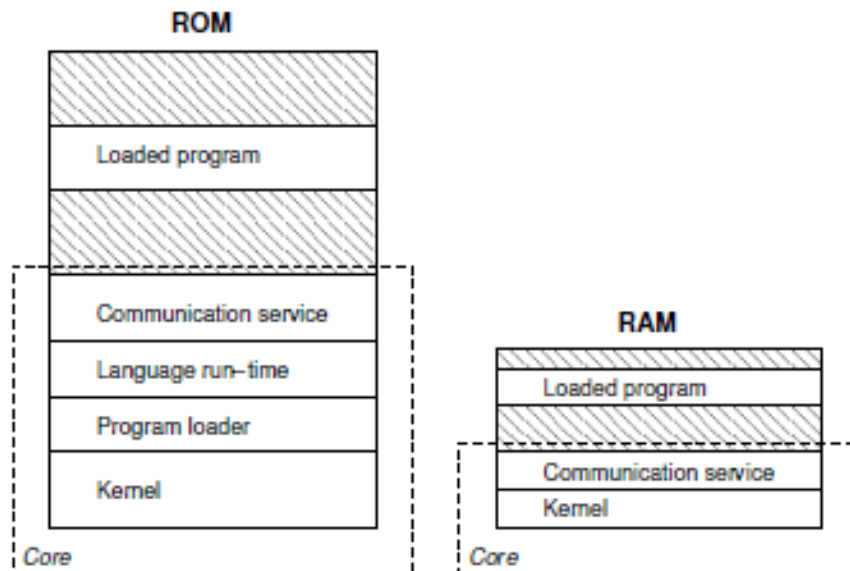 ROM
Loaded program
Communication service
Language run-time
Program loader
Kernel
Core
RAM
Loaded program
Communication service
Kernel
Core